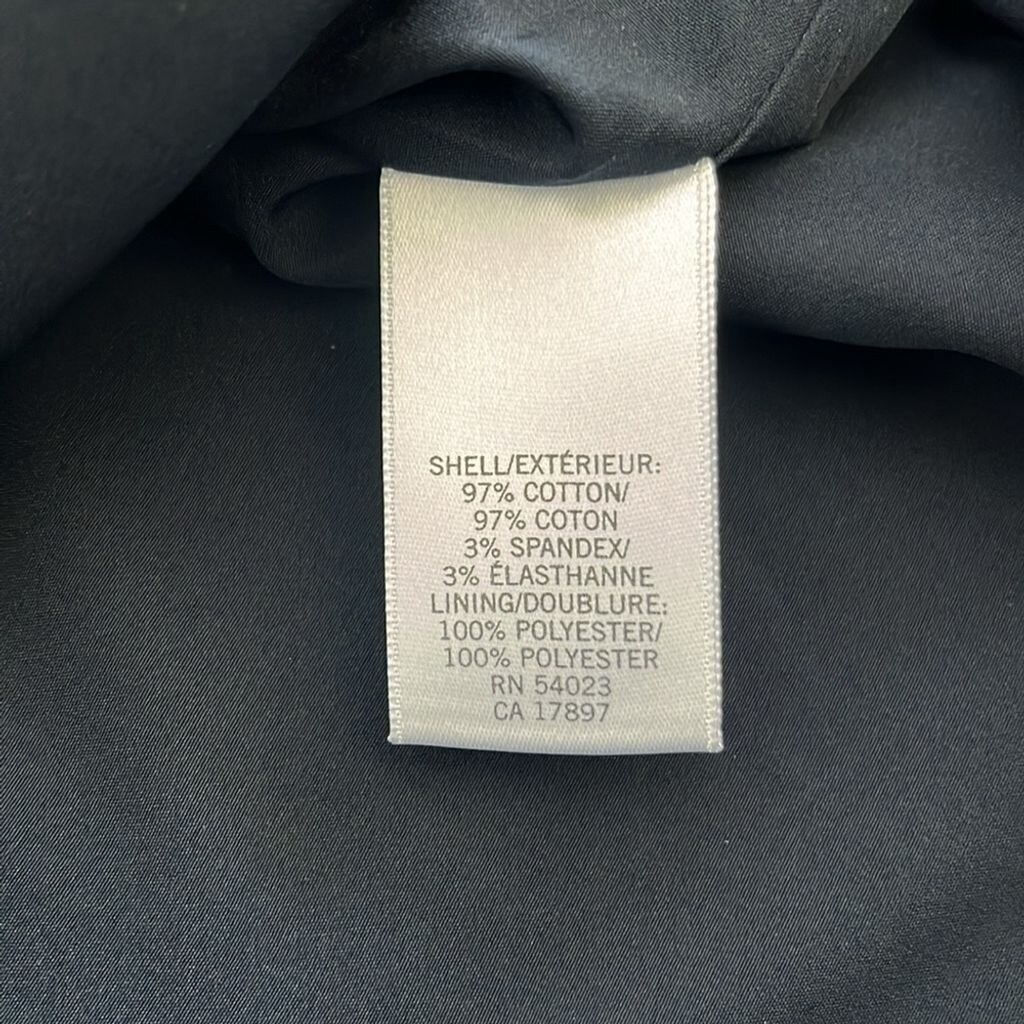 SHELL/EXTÉRIEUR:
97% COTTON/
97% COTON
3% SPANDEX/
3% ÉLASTHANNE
LINING/DOUBLURE:
100% POLYESTER/
100% POLYESTER
RN 54023
CA 17897